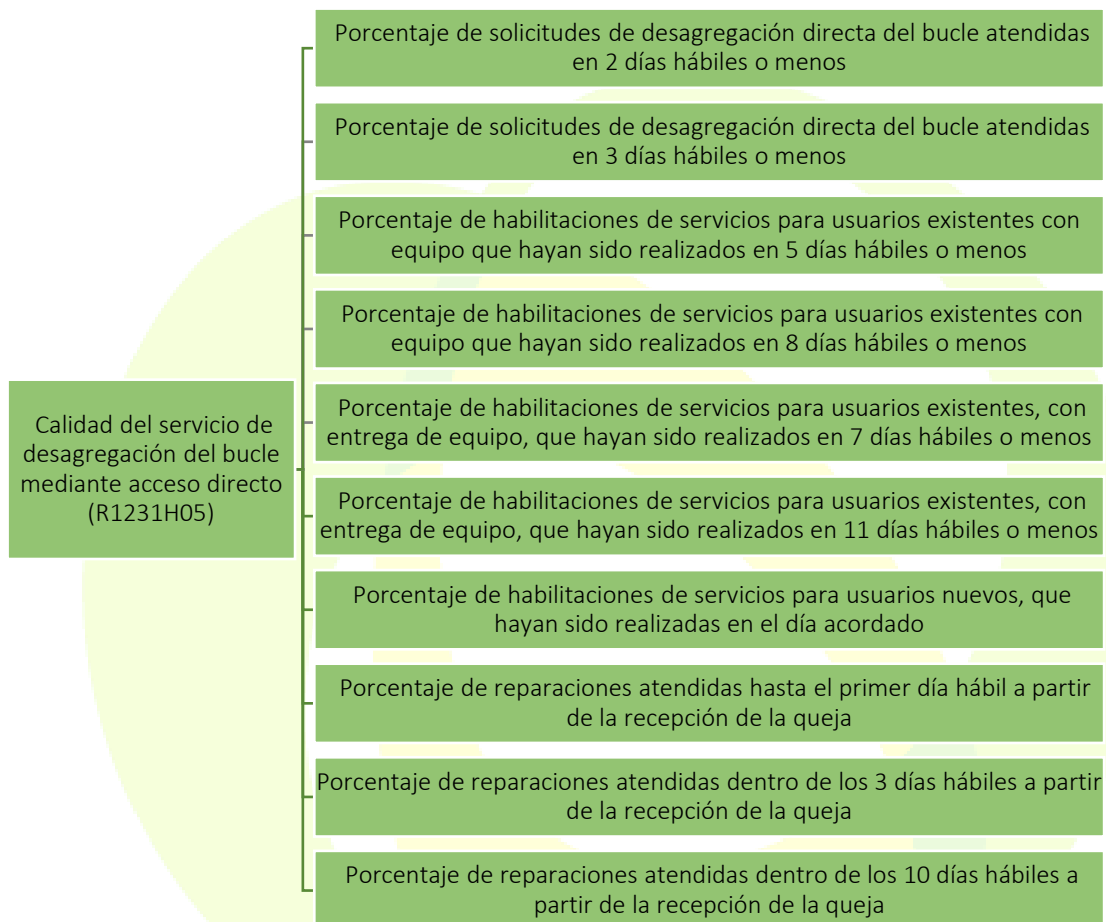 Porcentaje de solicitudes de desagregación directa del bucle atendidas
en 2 días hábiles o menos
Porcentaje de solicitudes de desagregación directa del bucle atendidas
en 3 días hábiles o menos
Porcentaje de habilitaciones de servicios para usuarios existentes con
equipo que hayan sido realizados en 5 días hábiles o menos
Porcentaje de habilitaciones de servicios para usuarios existentes con
equipo que hayan sido realizados en 8 días hábiles o menos
Calidad del servicio de
desagregación del bucle
mediante acceso directo
(R1231H05)
Porcentaje de habilitaciones de servicios para usuarios existentes, con
entrega de equipo, que hayan sido realizados en 7 días hábiles o menos
Porcentaje de habilitaciones de servicios para usuarios existentes, con
entrega de equipo, que hayan sido realizados en 11 días hábiles o menos
Porcentaje de habilitaciones de servicios para usuarios nuevos, que
hayan sido realizadas en el día acordado
Porcentaje de reparaciones atendidas hasta el primer día hábil a partir
de la recepción de la queja
Porcentaje de reparaciones atendidas dentro de los 3 días hábiles a partir
de la recepción de la queja
Porcentaje de reparaciones atendidas dentro de los 10 días hábiles a
partir de la recepción de la queja